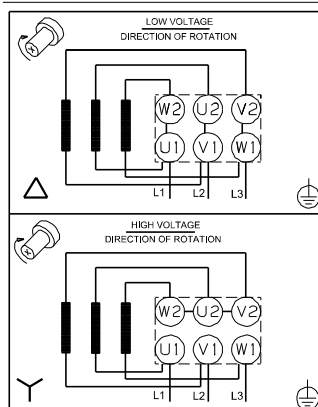 LOW VOLTAGE
DIRECTION OF ROTATION
W2 U2 V2
U1 V1 W1
L1 L2 L3
HIGH VOLTAGE
DIRECTION OF ROTATION
W2 U2 V2
U1 V1 W1
L1 L2 L3